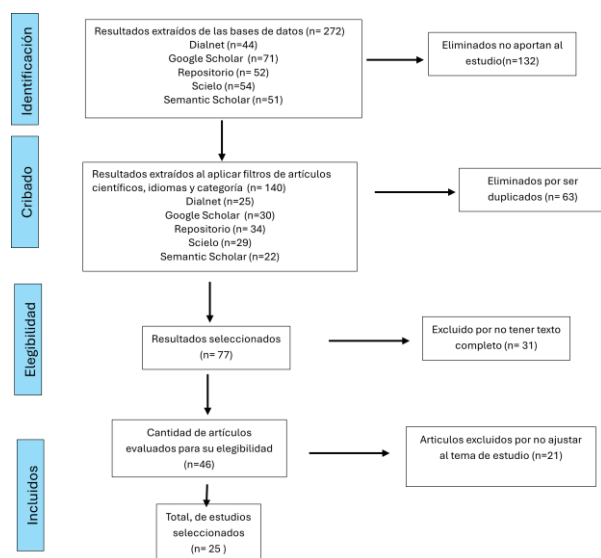 Identificación
Resultados extraídos de las bases de datos (n= 272)
Dialnet (n=44)
Google Scholar (n=71)
Repositorio (n= 52)
Scielo (n=54)
Semantic Scholar (n=51)
Eliminados no aportan al
estudio(n=132)
Cribado
Resultados extraídos al aplicar filtros de artículos
científicos, idiomas y categoría (n= 140)
Dialnet (n=25)
Google Scholar (n=30)
Repositorio (n= 34)
Scielo (n=29)
Semantic Scholar (n=22)
Eliminados por ser
duplicados (n= 63)
Elegibilidad
Resultados seleccionados
(n= 77)
Excluido por no tener texto
completo (n= 31)
Incluidos
Cantidad de artículos
evaluados para su elegibilidad
(n=46)
Articulos excluidos por no ajustar
al tema de estudio (n=21)
Total, de estudios
seleccionados
(n= 25 )